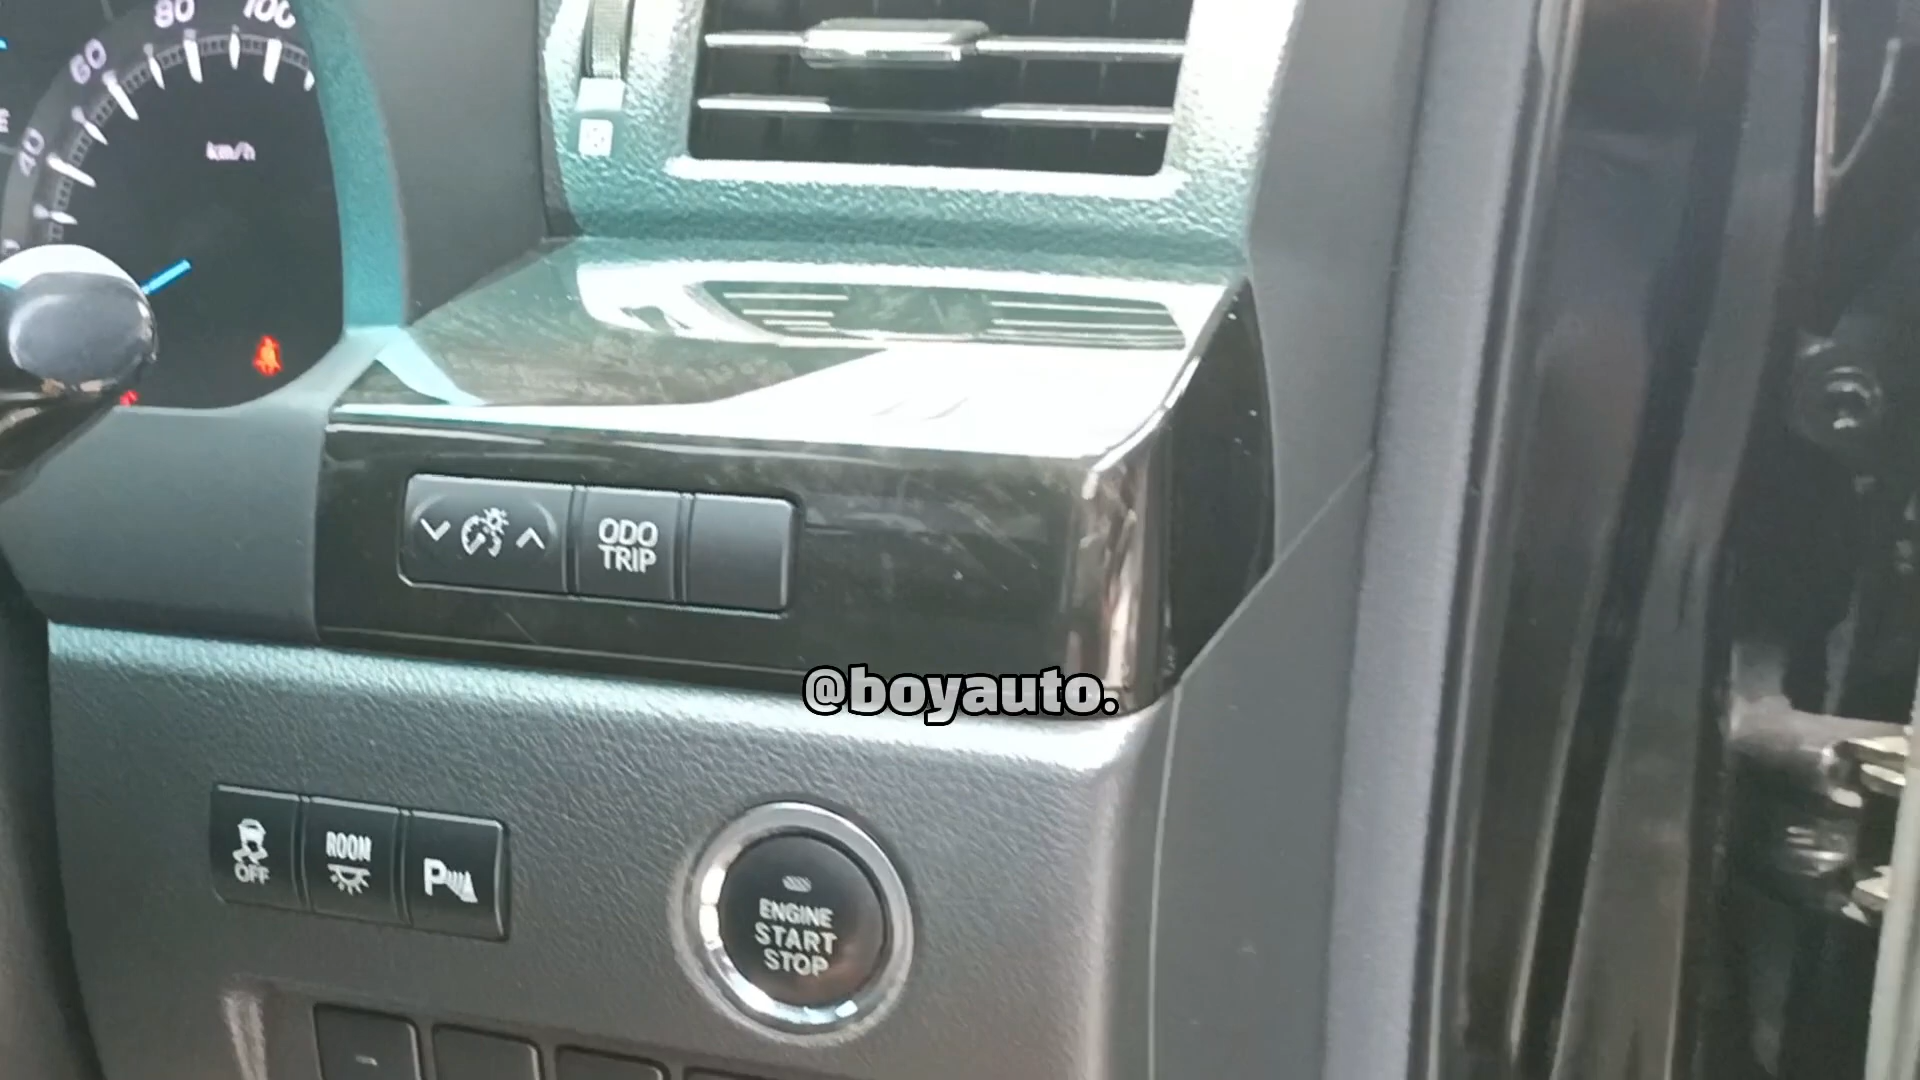 80
100
60
40
E
km/h
ODO
TRIP
@boyauto.
OFF
ROOM
P
ENGINE
START
STOP